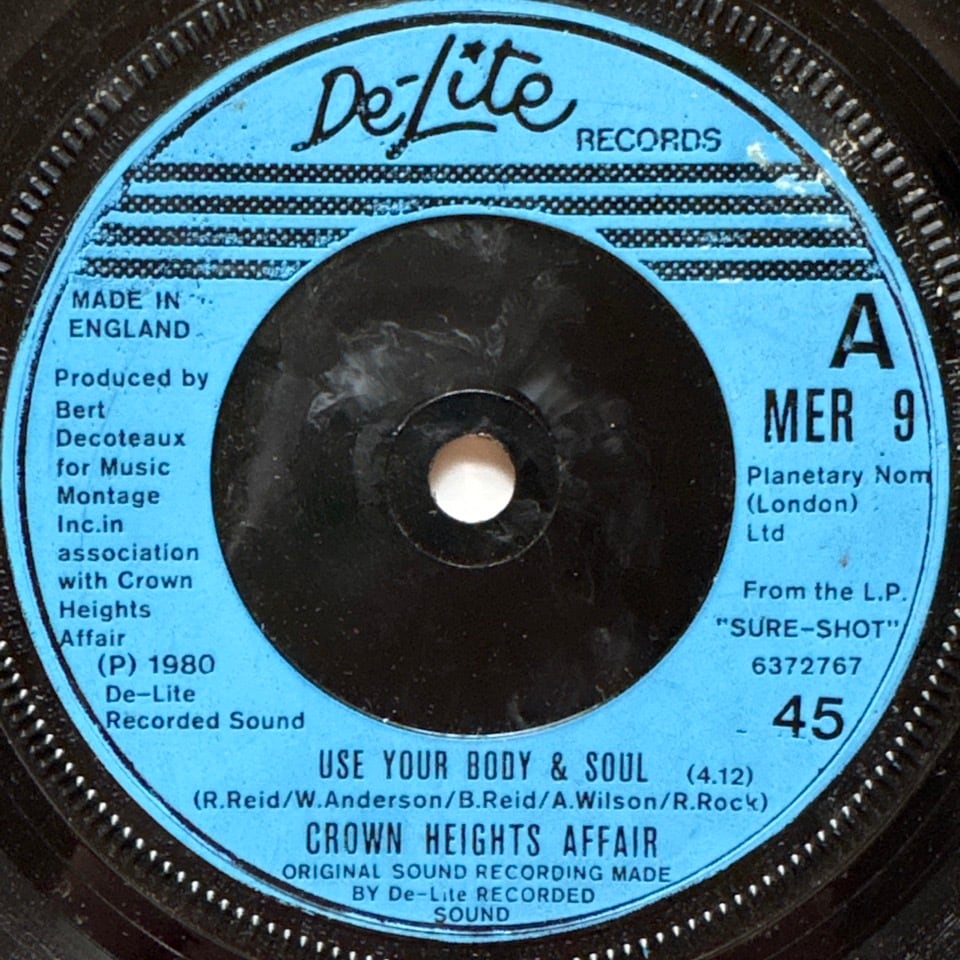 De-Lite
RECORDS
MADE IN
ENGLAND
Produced by
Bert
Decoteaux
for Music
Montage
Inc.in
association
with Crown
Heights
Affair
(P) 1980
De-Lite
Recorded Sound
A
MER 9
Planetary Nom
(London)
Ltd
From the L.P.
"SURE-SHOT"
6372767
45
USE YOUR BODY & SOUL (4.12)
(R.Reid/W.Anderson/B.Reid/A.Wilson/R.Rock)
CROWN HEIGHTS AFFAIR
ORIGINAL SOUND RECORDING MADE
BY De-Lite RECORDED
SOUND